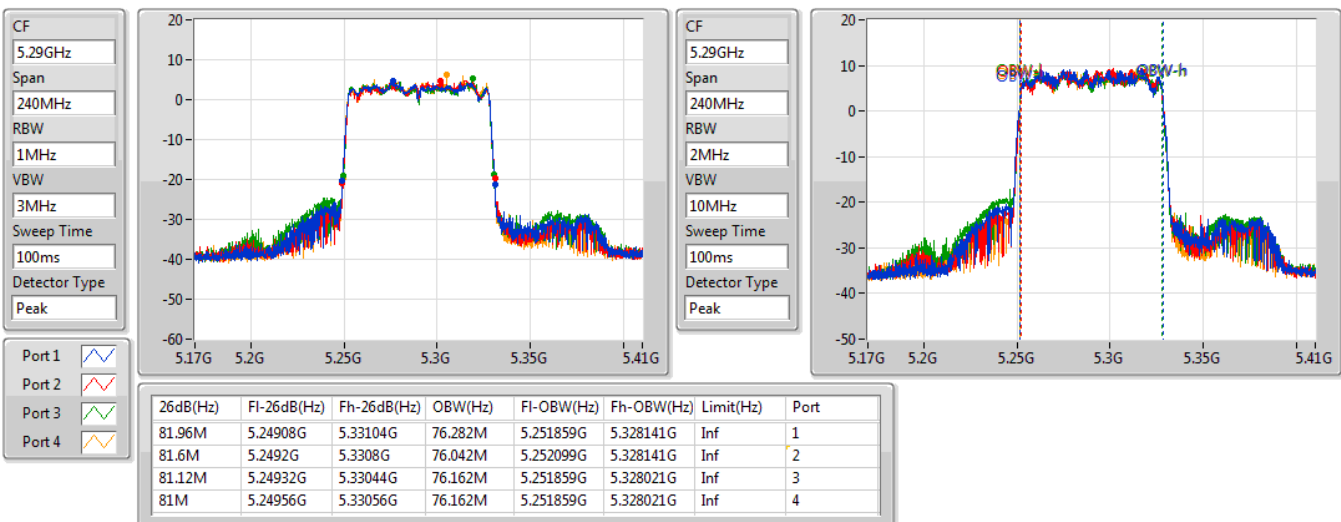 CF
5.29GHz
Span
240MHz
RBW
1MHz
VBW
3MHz
Sweep Time
100ms
Detector Type
Peak
20
10
0
-10
-20
-30
-40
-50
-60
5.17G 5.2G 5.25G 5.3G 5.35G 5.41G
CF
5.29GHz
Span
240MHz
RBW
2MHz
VBW
10MHz
Sweep Time
100ms
Detector Type
Peak
20
10
0
-10
-20
-30
-40
-50
OBW-h
5.17G 5.2G 5.25G 5.3G 5.35G 5.41G
Port 1
Port 2
Port 3
Port 4
26dB(Hz) Fl-26dB(Hz) Fh-26dB(Hz) OBW(Hz) Fl-OBW(Hz) Fh-OBW(Hz) Limit(Hz) Port
81.96M 5.24908G 5.33104G 76.282M 5.251859G 5.328141G Inf 1
81.6M 5.2492G 5.3308G 76.042M 5.252099G 5.328141G Inf 2
81.12M 5.24932G 5.33044G 76.162M 5.251859G 5.328021G Inf 3
81M 5.24956G 5.33056G 76.162M 5.251859G 5.328021G Inf 4